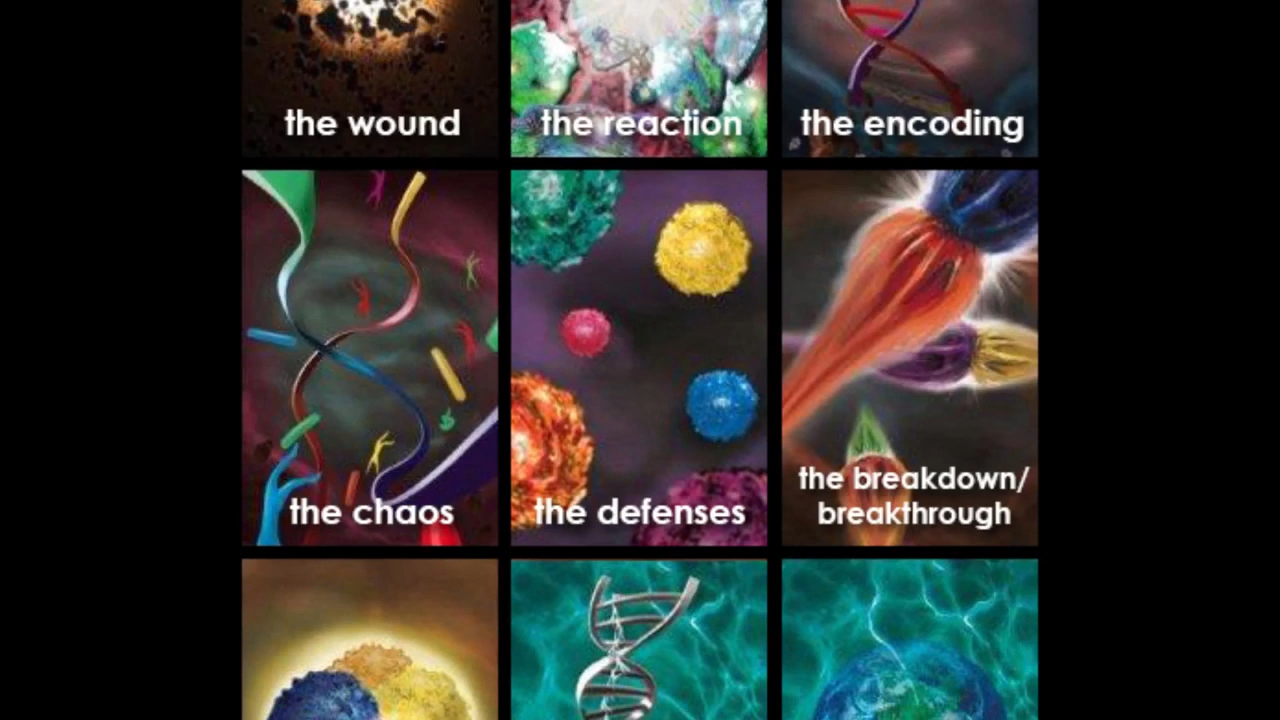 the wound
the reaction
the encoding
the chaos
the defenses
the breakdown/
breakthrough